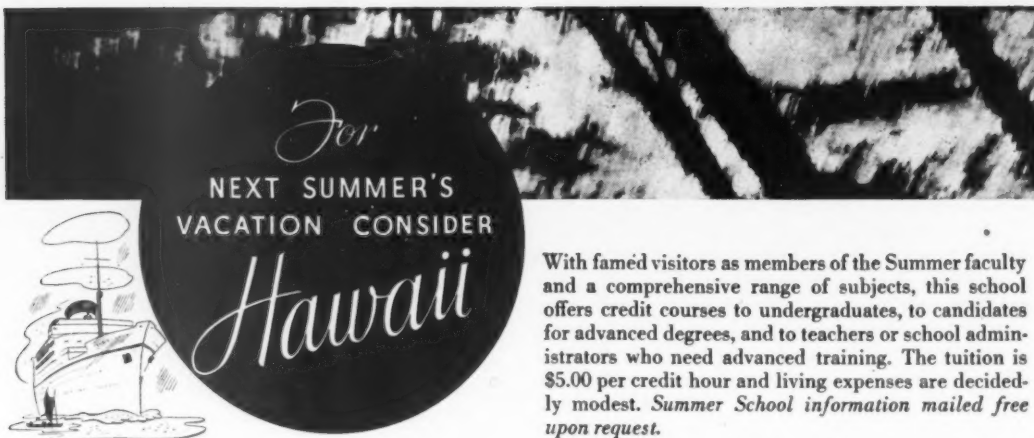 For
NEXT SUMMER'S
VACATION CONSIDER
Hawaii
With famed visitors as members of the Summer faculty
and a comprehensive range of subjects, this school
offers credit courses to undergraduates, to candidates
for advanced degrees, and to teachers or school admin-
istrators who need advanced training. The tuition is
$5.00 per credit hour and living expenses are decided-
ly modest. Summer School information mailed free
upon request.